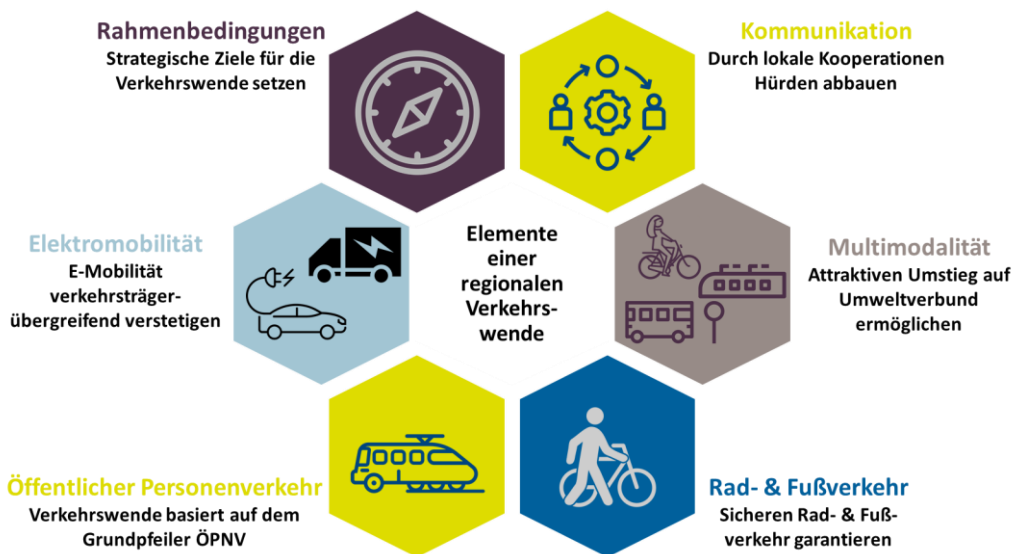 Rahmenbedingungen
Strategische Ziele für die
Verkehrswende setzen
Kommunikation
Durch lokale Kooperationen
Hürden abbauen
Elektromobilität
E-Mobilität
verkehrsträger-
übergreifend verstetigen
Elemente
einer
regionalen
Verkehrs-
wende
Multimodalität
Attraktiven Umstieg auf
Umweltverbund
ermöglichen
Öffentlicher Personenverkehr
Verkehrswende basiert auf dem
Grundpfeiler ÖPNV
Rad- & Fußverkehr
Sicheren Rad- & Fuß-
verkehr garantieren